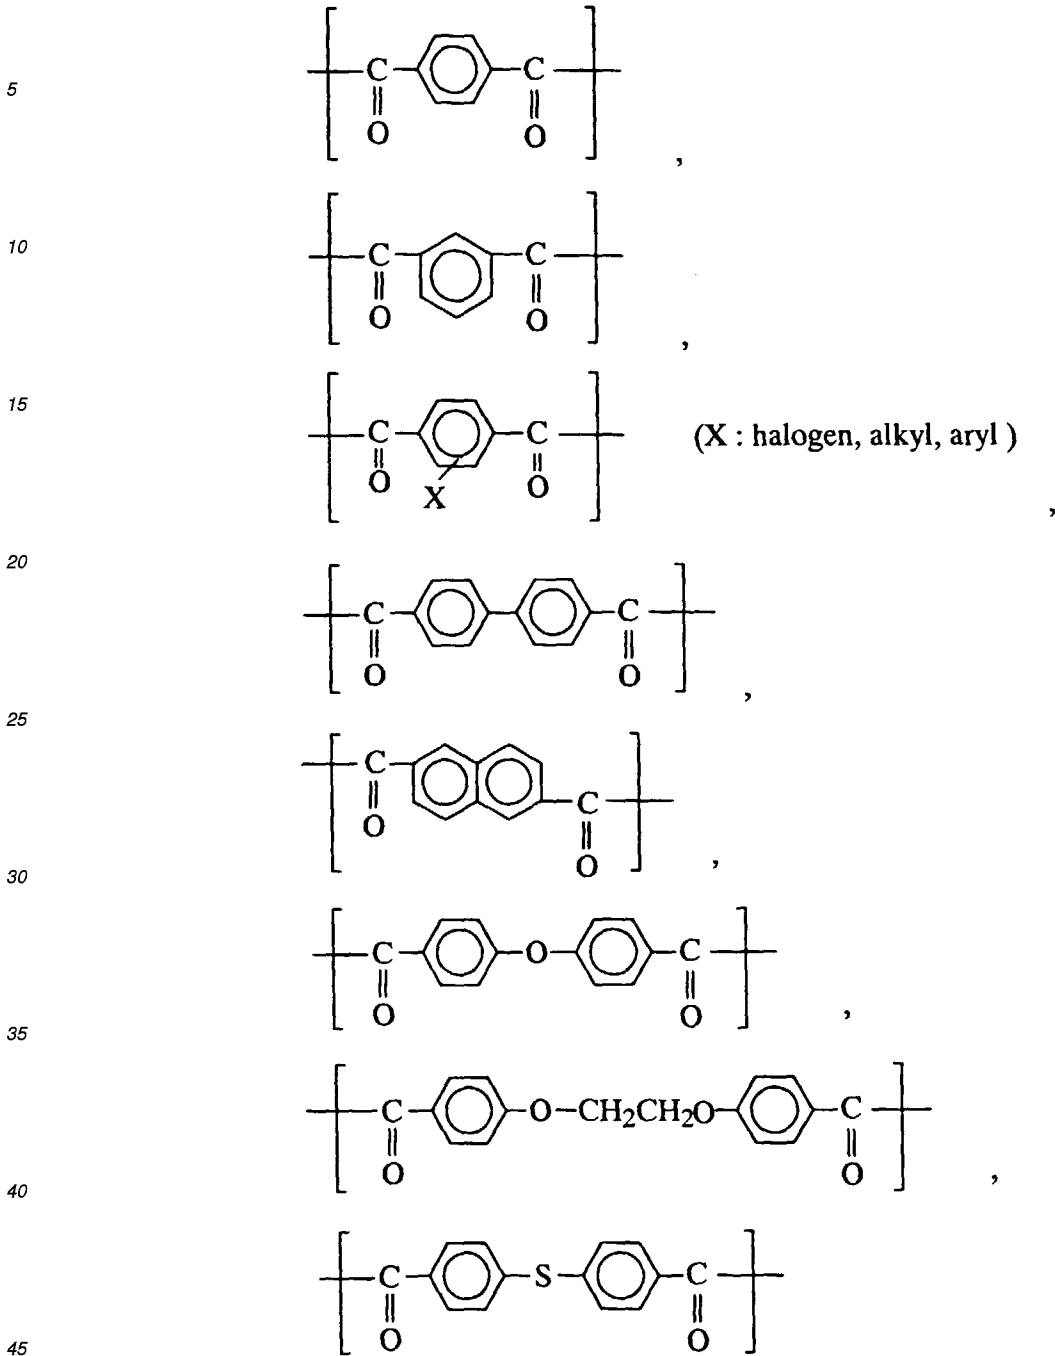 5
C C
O O
,
10
C C
O O
,
15
C C (X : halogen, alkyl, aryl )
O X O
,
20
C C
O O
,
25
C
O C
O
,
30
C O C
O O
,
35
C O-CH2CH2O C
O O
,
40
C S C
O O
45